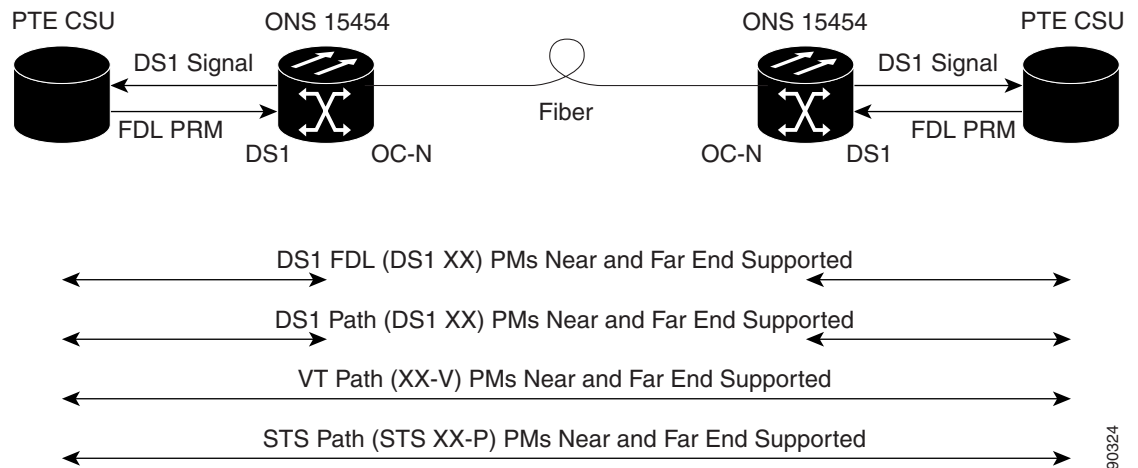 PTE CSU
ONS 15454
ONS 15454
PTE CSU
DS1 Signal
DS1 Signal
Fiber
FDL PRM
FDL PRM
DS1
OC-N
OC-N
DS1
DS1 FDL (DS1 XX) PMs Near and Far End Supported
DS1 Path (DS1 XX) PMs Near and Far End Supported
VT Path (XX-V) PMs Near and Far End Supported
STS Path (STS XX-P) PMs Near and Far End Supported
90324